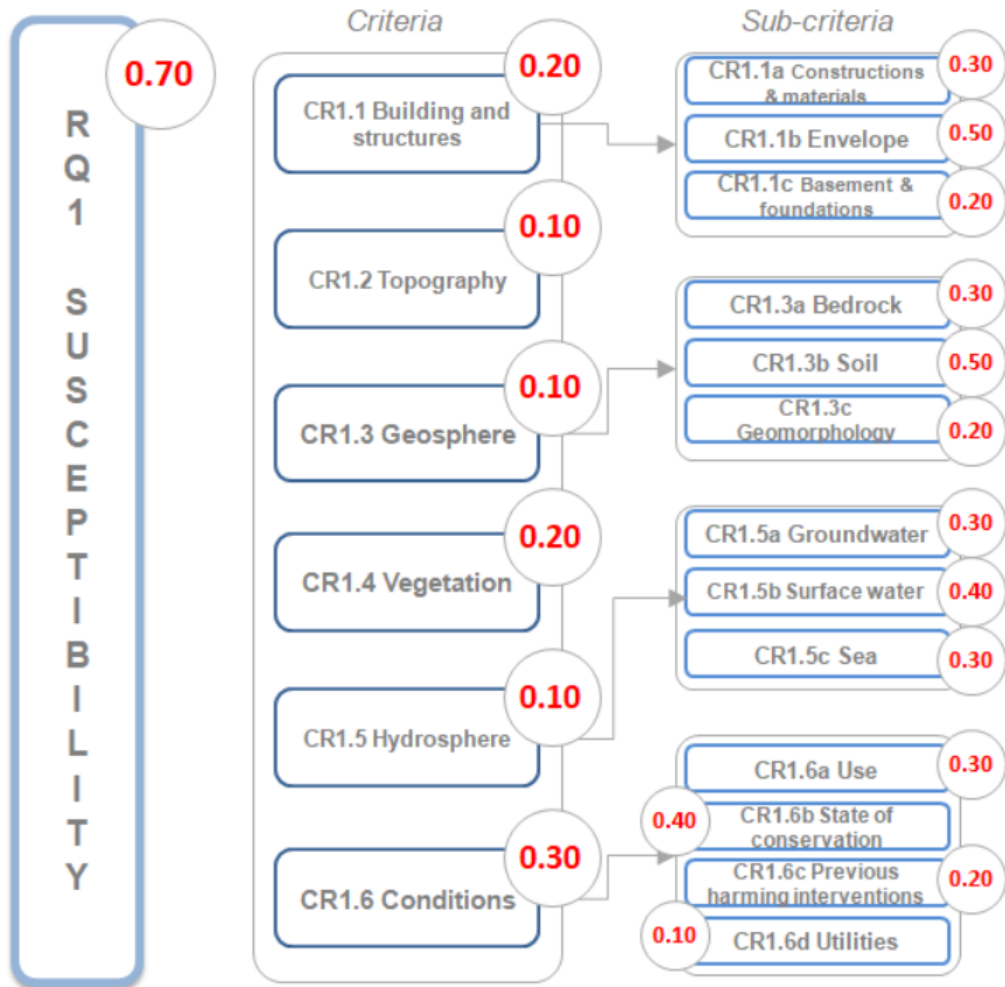 Criteria
Sub-criteria
0.70
RQ1 SUSCEPTIBILITY
0.20
CR1.1 Building and
structures
0.10
CR1.2 Topography
0.10
CR1.3 Geosphere
0.20
CR1.4 Vegetation
0.10
CR1.5 Hydrosphere
0.30
CR1.6 Conditions
0.30
CR1.1a Constructions
& materials
0.50
CR1.1b Envelope
CR1.1c Basement &
foundations
0.20
0.30
CR1.3a Bedrock
0.50
CR1.3b Soil
CR1.3c
Geomorphology
0.20
0.30
CR1.5a Groundwater
CR1.5b Surface water
0.40
CR1.5c Sea
0.30
CR1.6a Use
0.30
0.40
CR1.6b State of
conservation
CR1.6c Previous
harming interventions
0.20
0.10
CR1.6d Utilities